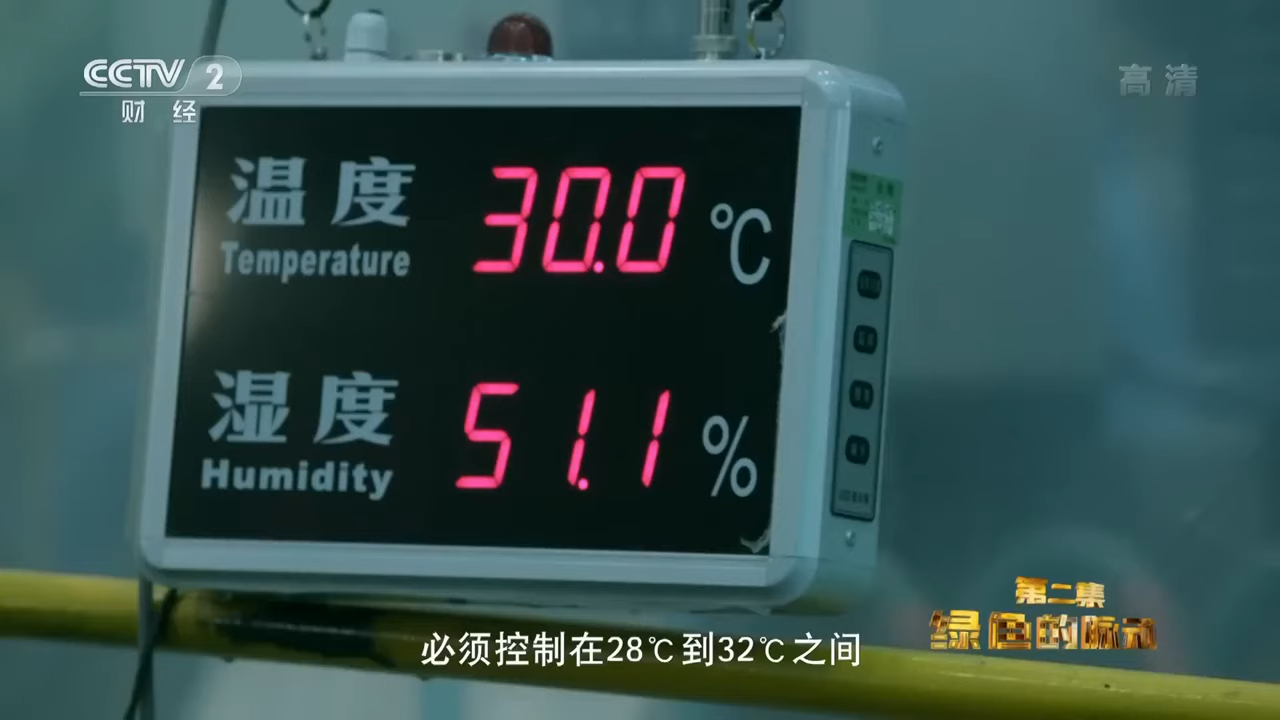 CCTV 2
财经
高清
温度 30.0 ℃
Temperature
湿度 51.1 %
Humidity
第二集
绿色的脉动
必须控制在28℃到32℃之间